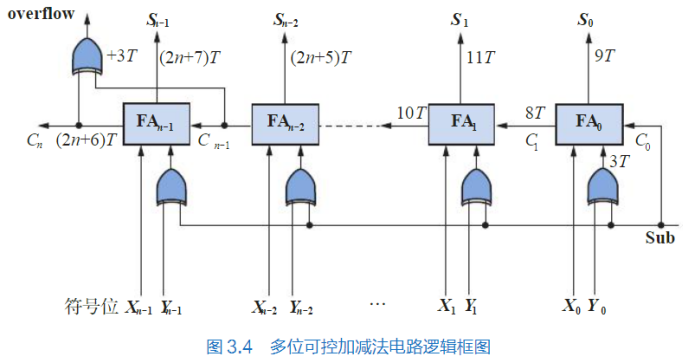 overflow
Sn−1 Sn−2 S1 S0
+3T (2n+7)T (2n+5)T 11T 9T
FAn−1 FAn−2 10T FA1 8T FA0
Cn (2n+6)T C n−1 C1 C0
3T
Sub
符号位 Xn−1 Yn−1 Xn−2 Yn−2 … X1 Y1 X0 Y0
图 3.4 多位可控加减法电路逻辑框图